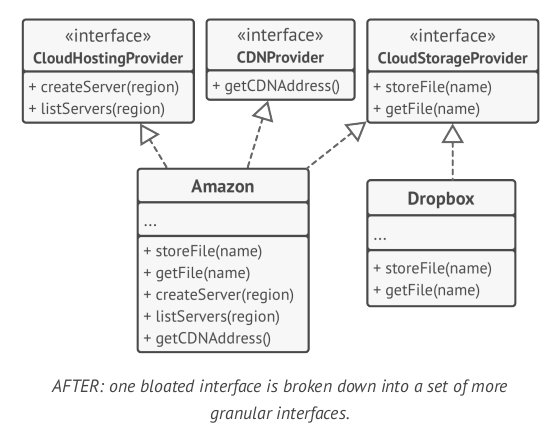 «interface»
CloudHostingProvider
+ createServer(region)
+ listServers(region)
«interface»
CDNProvider
+ getCDNAddress()
«interface»
CloudStorageProvider
+ storeFile(name)
+ getFile(name)
Amazon
...
+ storeFile(name)
+ getFile(name)
+ createServer(region)
+ listServers(region)
+ getCDNAddress()
Dropbox
...
+ storeFile(name)
+ getFile(name)
AFTER: one bloated interface is broken down into a set of more
granular interfaces.